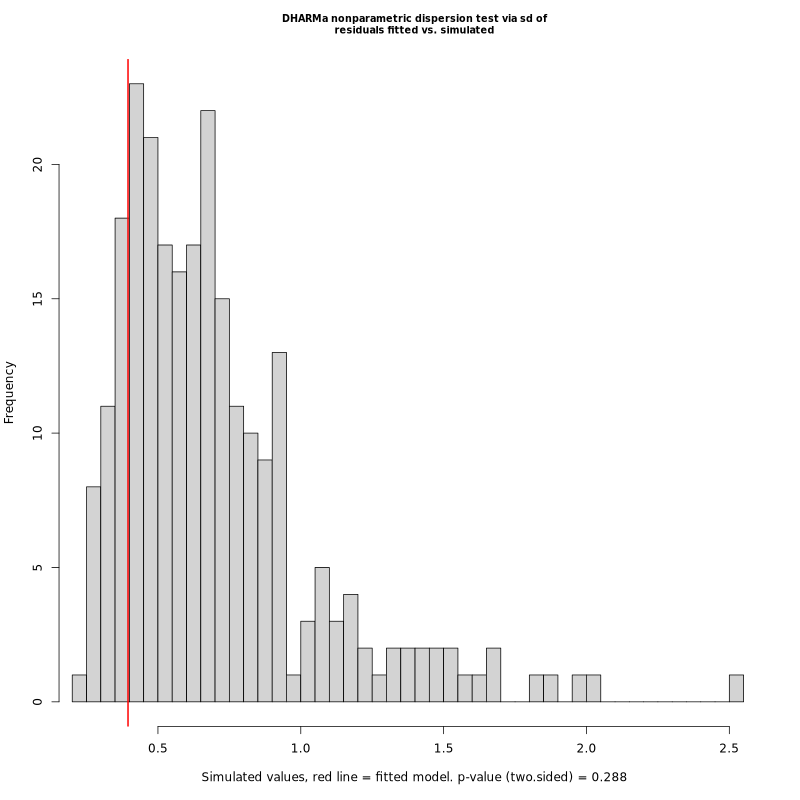 DHARMa nonparametric dispersion test via sd of
residuals fitted vs. simulated
Frequency
20
15
10
5
0
0.5 1.0 1.5 2.0 2.5
Simulated values, red line = fitted model. p-value (two.sided) = 0.288